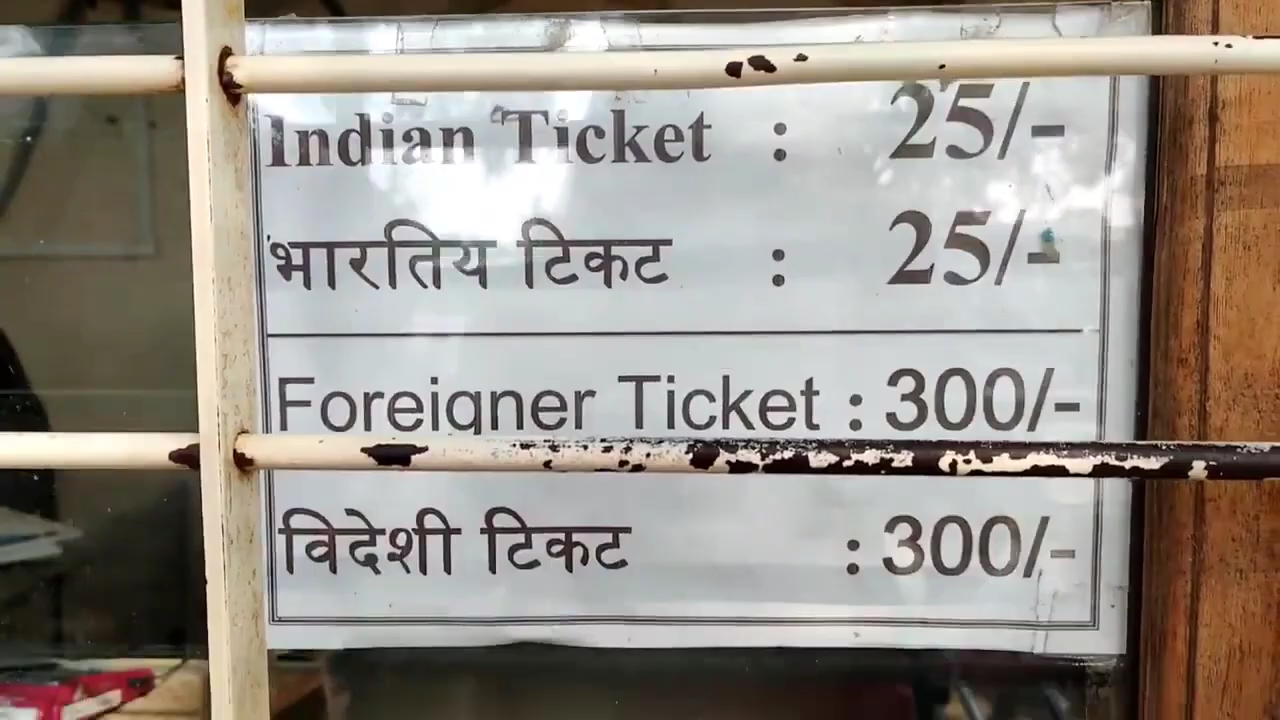 Indian Ticket : 25/-
भारतिय टिकट : 25/-
Foreigner Ticket : 300/-
विदेशी टिकट : 300/-